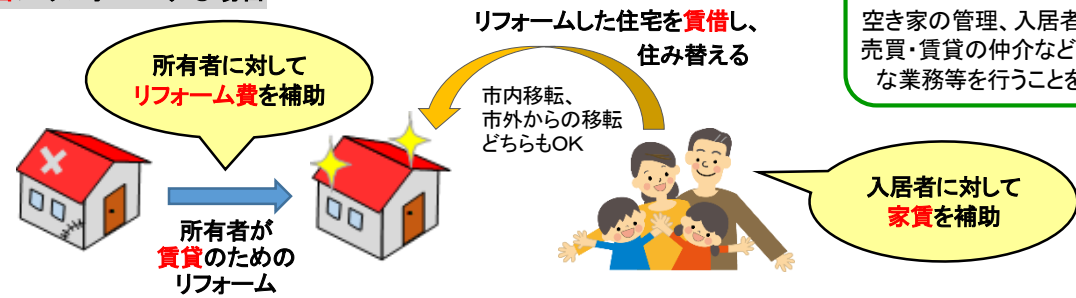 リフォームした住宅を賃借し、
住み替える
空き家の管理、入居者
売買・賃貸の仲介など
な業務等を行うことを
所有者に対して
リフォーム費を補助
市内移転、
市外からの移転
どちらもOK
入居者に対して
家賃を補助
所有者が
賃貸のための
リフォーム